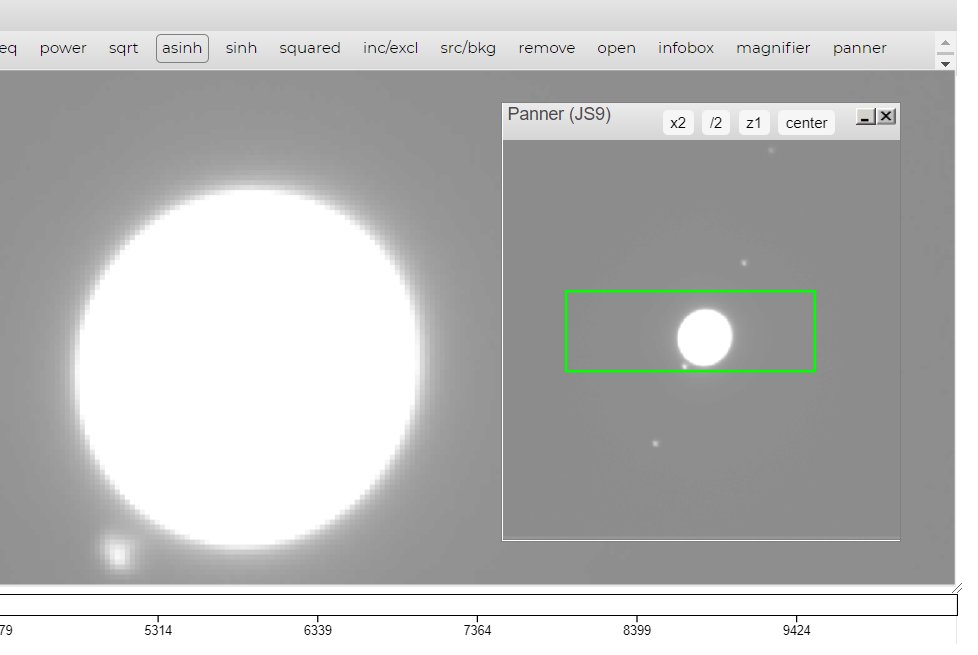 eq power sqrt asinh sinh squared inc/excl src/bkg remove open infobox magnifier panner
Panner (JS9) x2 /2 z1 center
79 5314 6339 7364 8399 9424